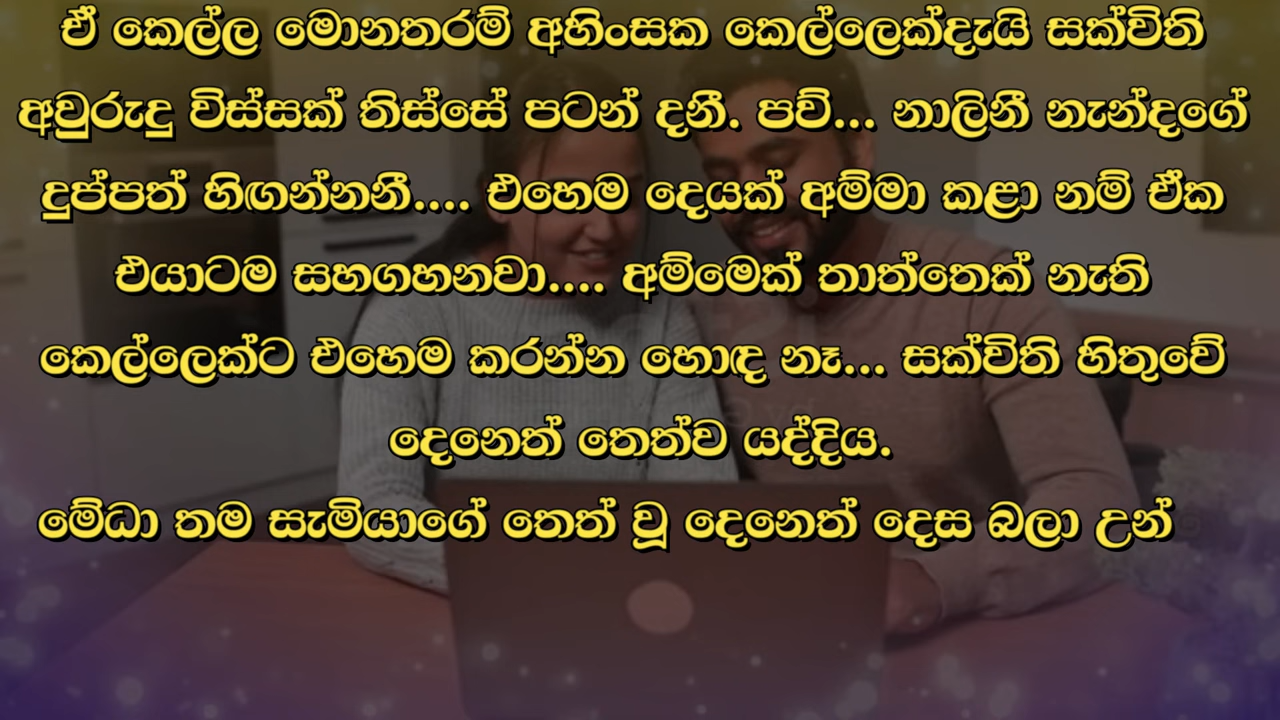 ඒ කෙල්ල මොනතරම් අහිංසක කෙල්ලෙක්දැයි සක්විති
අවුරුදු විස්සක් තිස්සේ පටන් දනී. පව්... නාලිනී නැන්දගේ
දුප්පත් හිඟන්නනී.... එහෙම දෙයක් අම්මා කළා නම් ඒක
එයාටම සහගහනවා.... අම්මෙක් තාත්තෙක් නැති
කෙල්ලෙක්ට එහෙම කරන්න හොඳ නෑ... සක්විති හිතුවේ
දෙනෙත් තෙත්ව යද්දිය.
මේධා තම සැමියාගේ තෙත් වූ දෙනෙත් දෙස බලා උන්